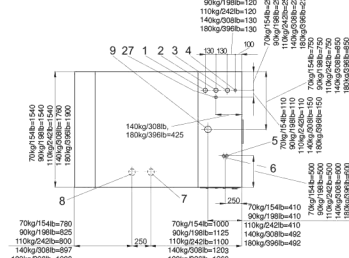 90kg/198lb=120
110kg/242lb=120
140kg/308lb=130
180kg/396lb=130
9 27 1 2 3 4
130 130
100
70kg/154lb=1540
90kg/198lb=1540
110kg/242lb=1540
140kg/308lb=1760
180kg/396lb=1900
140kg/308lb,
180kg/396lb=425
70kg/154lb=750
90kg/198lb=750
110kg/242lb=750
140kg/308lb=850
180kg/396lb=850
70kg/154lb=110
90kg/198lb=110
110kg/242lb=110
140kg/308lb=150
180kg/396lb=150
5
6
70kg/154lb=500
90kg/198lb=500
110kg/242lb=500
140kg/308lb=600
180kg/396lb=600
8
7
250
250
70kg/154lb=780
90kg/198lb=825
110kg/242lb=800
140kg/308lb=897
70kg/154lb=1000
90kg/198lb=1125
110kg/242lb=1100
140kg/308lb=1203
70kg/154lb=410
90kg/198lb=410
110kg/242lb=410
140kg/308lb=492
180kg/396lb=492